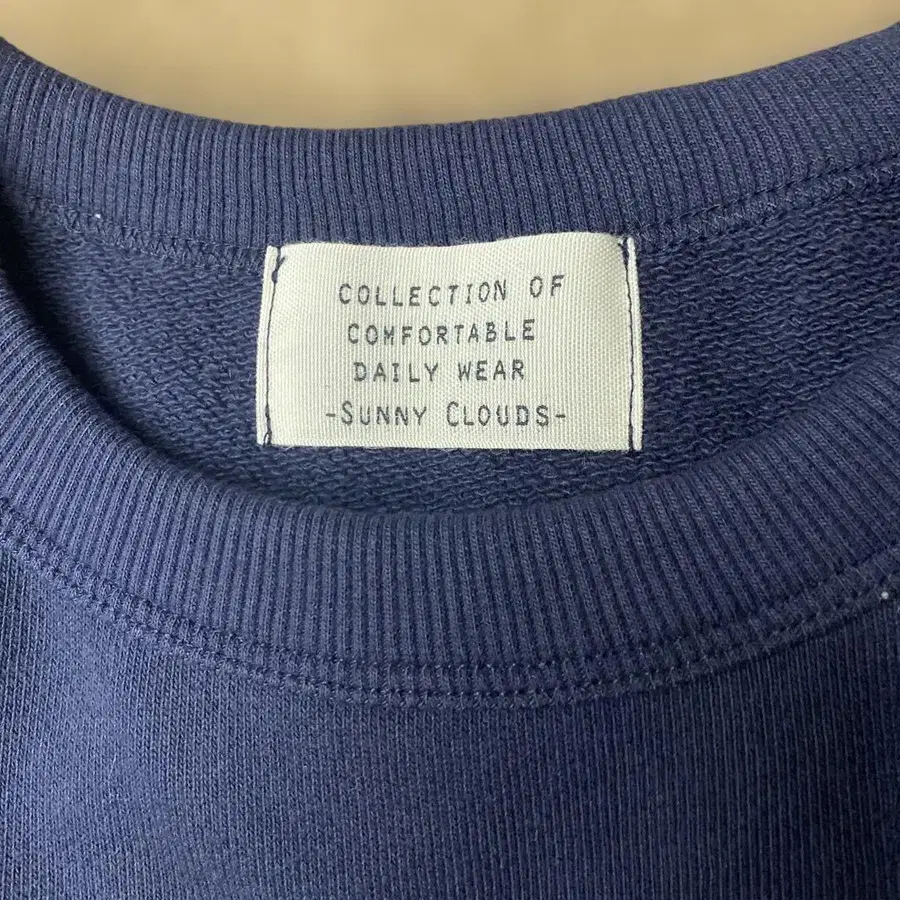 COLLECTION OF
COMFORTABLE
DAILY WEAR
-SUNNY CLOUDS-